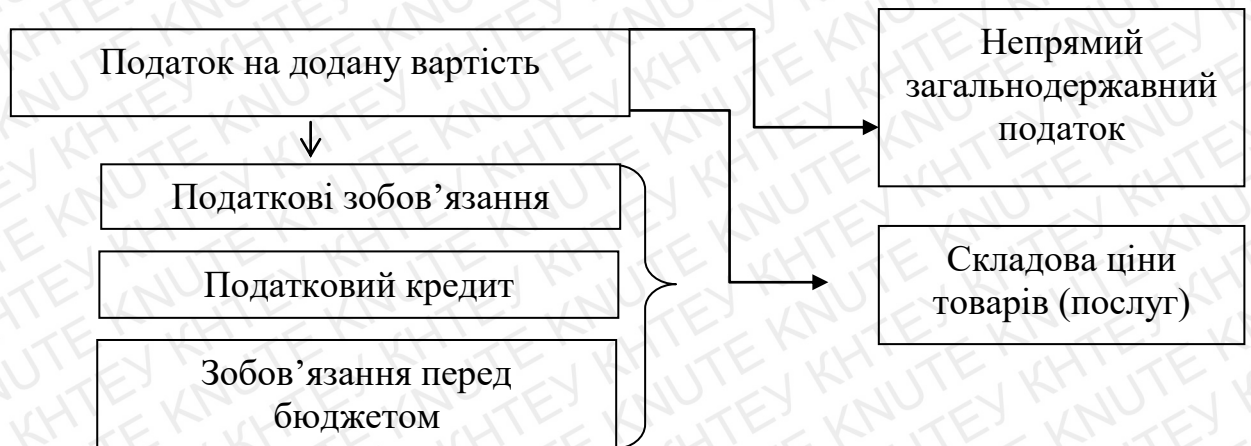 Податок на додану вартість
Непрямий
загальнодержавний
податок
Податкові зобов’язання
Податковий кредит
Зобов’язання перед
бюджетом
Складова ціни
товарів (послуг)